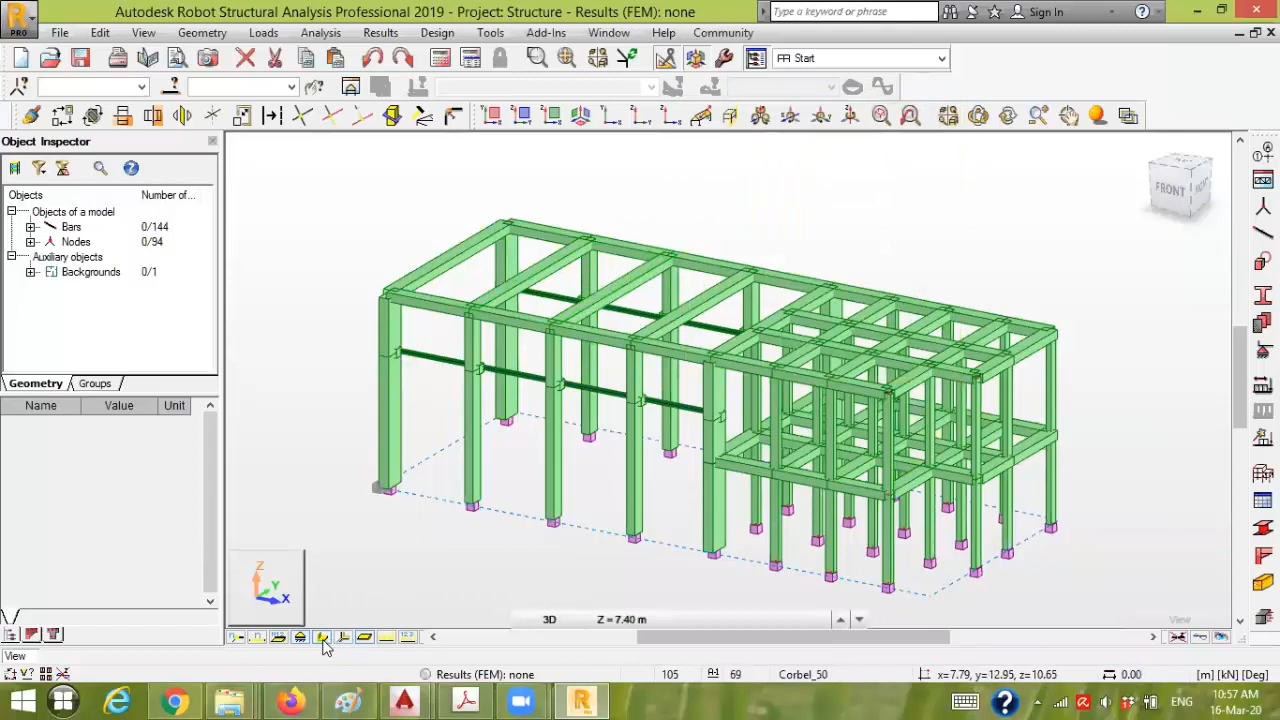 PRO
Autodesk Robot Structural Analysis Professional 2019 - Project: Structure - Results (FEM): none
Type a keyword or phrase
Sign In
File Edit View Geometry Loads Analysis Results Design Tools Add-Ins Window Help Community
Start
Object Inspector
Objects Number of...
Objects of a model
Bars 0/144
Nodes 0/94
Auxiliary objects
Backgrounds 0/1
Geometry Groups
Name Value Unit
FRONT
Z
Y
X
3D Z = 7.40 m
View
View
Results (FEM): none 105 69 Corbel_50 x=7.79, y=12.95, z=10.65 0.00 [m] [kN] [Deg]
ENG
10:57 AM
16-Mar-20